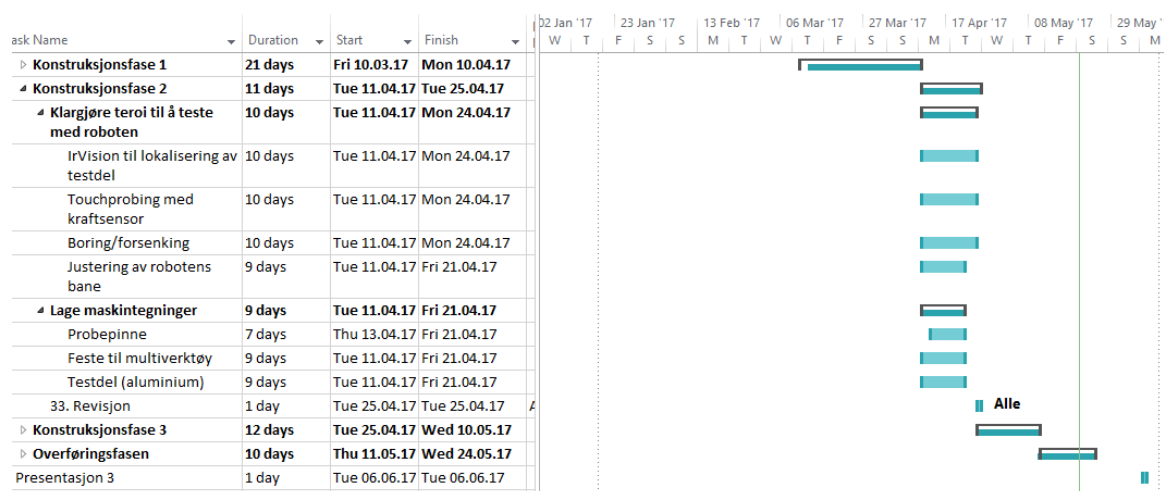 02 Jan '17 23 Jan '17 13 Feb '17 06 Mar '17 27 Mar '17 17 Apr '17 08 May '17 29 May '
ask Name Duration Start Finish W T F S S M T W T F S S M T W T F S S M
Konstruksjonsfase 1 21 days Fri 10.03.17 Mon 10.04.17
Konstruksjonsfase 2 11 days Tue 11.04.17 Tue 25.04.17
Klargjøre teroi til å teste 10 days Tue 11.04.17 Mon 24.04.17
med roboten
IrVision til lokalisering av 10 days Tue 11.04.17 Mon 24.04.17
testdel
Touchprobing med 10 days Tue 11.04.17 Mon 24.04.17
kraftsensor
Boring/forsenking 10 days Tue 11.04.17 Mon 24.04.17
Justering av robotens 9 days Tue 11.04.17 Fri 21.04.17
bane
Lage maskintegninger 9 days Tue 11.04.17 Fri 21.04.17
Probepinne 7 days Thu 13.04.17 Fri 21.04.17
Feste til multiverktøy 9 days Tue 11.04.17 Fri 21.04.17
Testdel (aluminium) 9 days Tue 11.04.17 Fri 21.04.17
33. Revisjon 1 day Tue 25.04.17 Tue 25.04.17 Alle
Konstruksjonsfase 3 12 days Tue 25.04.17 Wed 10.05.17
Overføringsfasen 10 days Thu 11.05.17 Wed 24.05.17
Presentasjon 3 1 day Tue 06.06.17 Tue 06.06.17